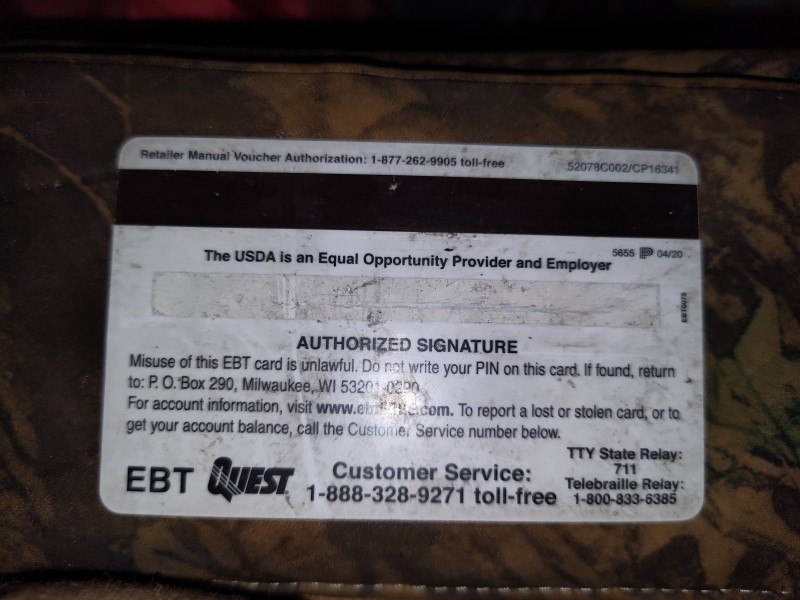 Retailer Manual Voucher Authorization: 1-877-262-9905 toll-free
52078C002/CP16341
5655 P 04/20
The USDA is an Equal Opportunity Provider and Employer
EBT0073
AUTHORIZED SIGNATURE
Misuse of this EBT card is unlawful. Do not write your PIN on this card. If found, return
to: P. O. Box 290, Milwaukee, WI 53201-0290
For account information, visit To report a lost or stolen card, or to
get your account balance, call the Customer Service number below.
EBT QUEST
Customer Service:
1-888-328-9271 toll-free
TTY State Relay:
711
Telebraille Relay:
1-800-833-6385